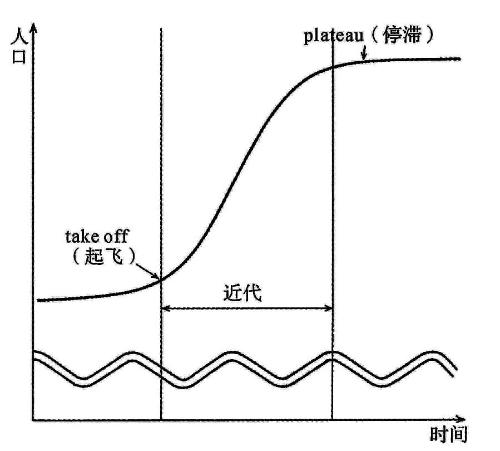 人口
plateau（停滞）
take off
（起飞）
近代
时间